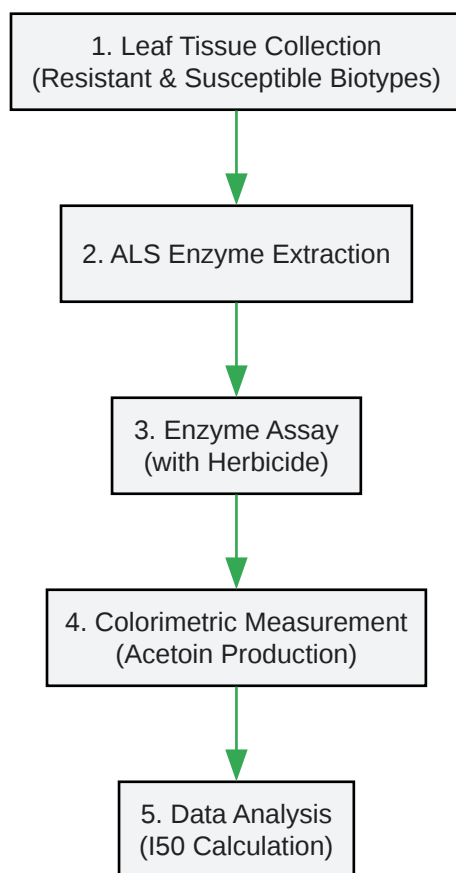 1. Leaf Tissue Collection
(Resistant & Susceptible Biotypes)
2. ALS Enzyme Extraction
3. Enzyme Assay
(with Herbicide)
4. Colorimetric Measurement
(Acetoin Production)
5. Data Analysis
(I50 Calculation)